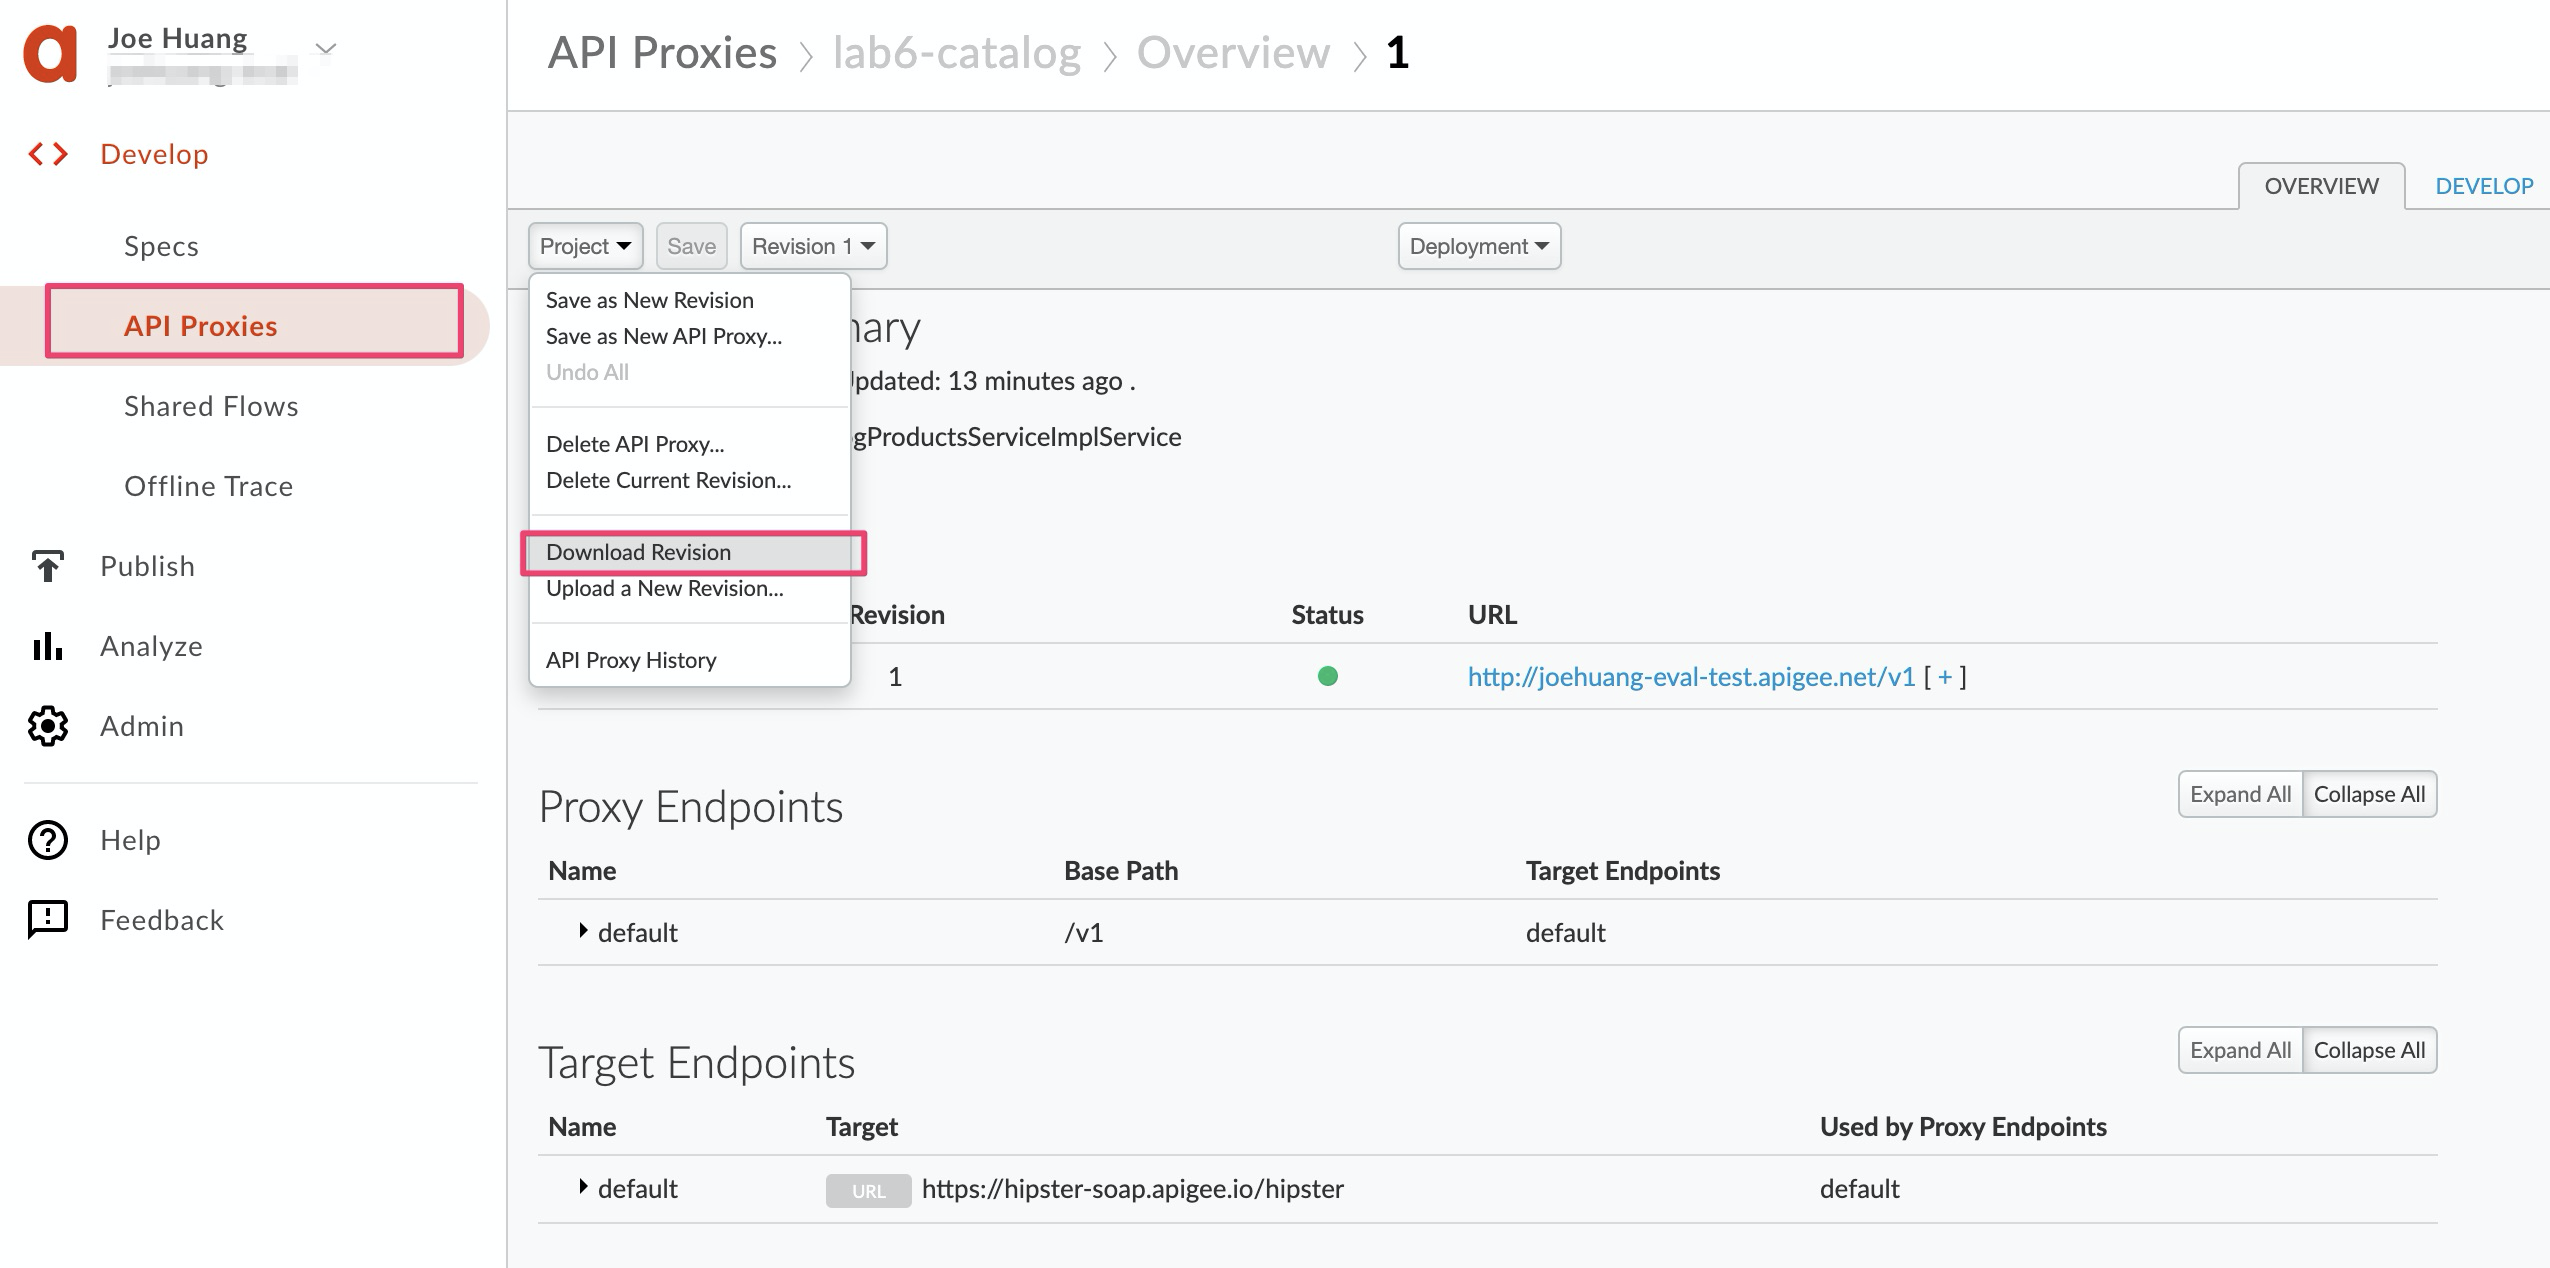 Joe Huang
API Proxies > lab6-catalog > Overview > 1
Develop
Specs
API Proxies
Shared Flows
Offline Trace
Publish
Analyze
Admin
Help
Feedback
OVERVIEW DEVELOP
Project Save Revision 1 Deployment
Save as New Revision
Save as New API Proxy...
Undo All
Delete API Proxy...
Delete Current Revision...
Download Revision
Upload a New Revision...
API Proxy History
pdated: 13 minutes ago .
gProductsServiceImplService
Revision Status URL
1 http://joehuang-eval-test.apigee.net/v1 [ + ]
Proxy Endpoints
Expand All Collapse All
Name Base Path Target Endpoints
default /v1 default
Target Endpoints
Expand All Collapse All
Name Target Used by Proxy Endpoints
default URL https://hipster-soap.apigee.io/hipster default